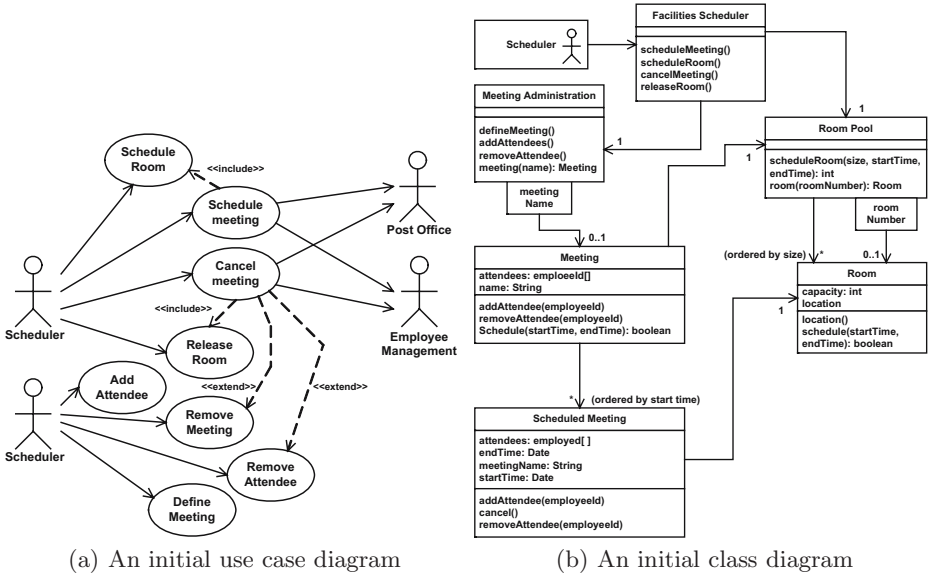 Schedule
Room
<<include>>
Schedule
meeting
Post Office
Cancel
meeting
Scheduler
<<include>>
Employee
Management
Release
Room
Add
Attendee
<<extend>>
<<extend>>
Remove
Meeting
Scheduler
Remove
Attendee
Define
Meeting
(a) An initial use case diagram
Scheduler
Facilities Scheduler
scheduleMeeting()
scheduleRoom()
cancelMeeting()
releaseRoom()
Meeting Administration
defineMeeting()
addAttendees()
removeAttendee()
meeting(name): Meeting
1
1
1
Room Pool
scheduleRoom(size, startTime,
endTime): int
room(roomNumber): Room
meeting
Name
room
Number
0..1
(ordered by size)
*
0..1
Meeting
attendees: emploeeId[]
name: String
addAttendee(employeeId)
removeAttendee(employeeId)
Schedule(startTime, endTime): boolean
Room
capacity: int
location
location()
schedule(startTime,
endTime): boolean
1
* (ordered by start time)
Scheduled Meeting
attendees: employed[ ]
endTime: Date
meetingName: String
startTime: Date
addAttendee(employeeId)
cancel()
removeAttendee(employeeId)
(b) An initial class diagram